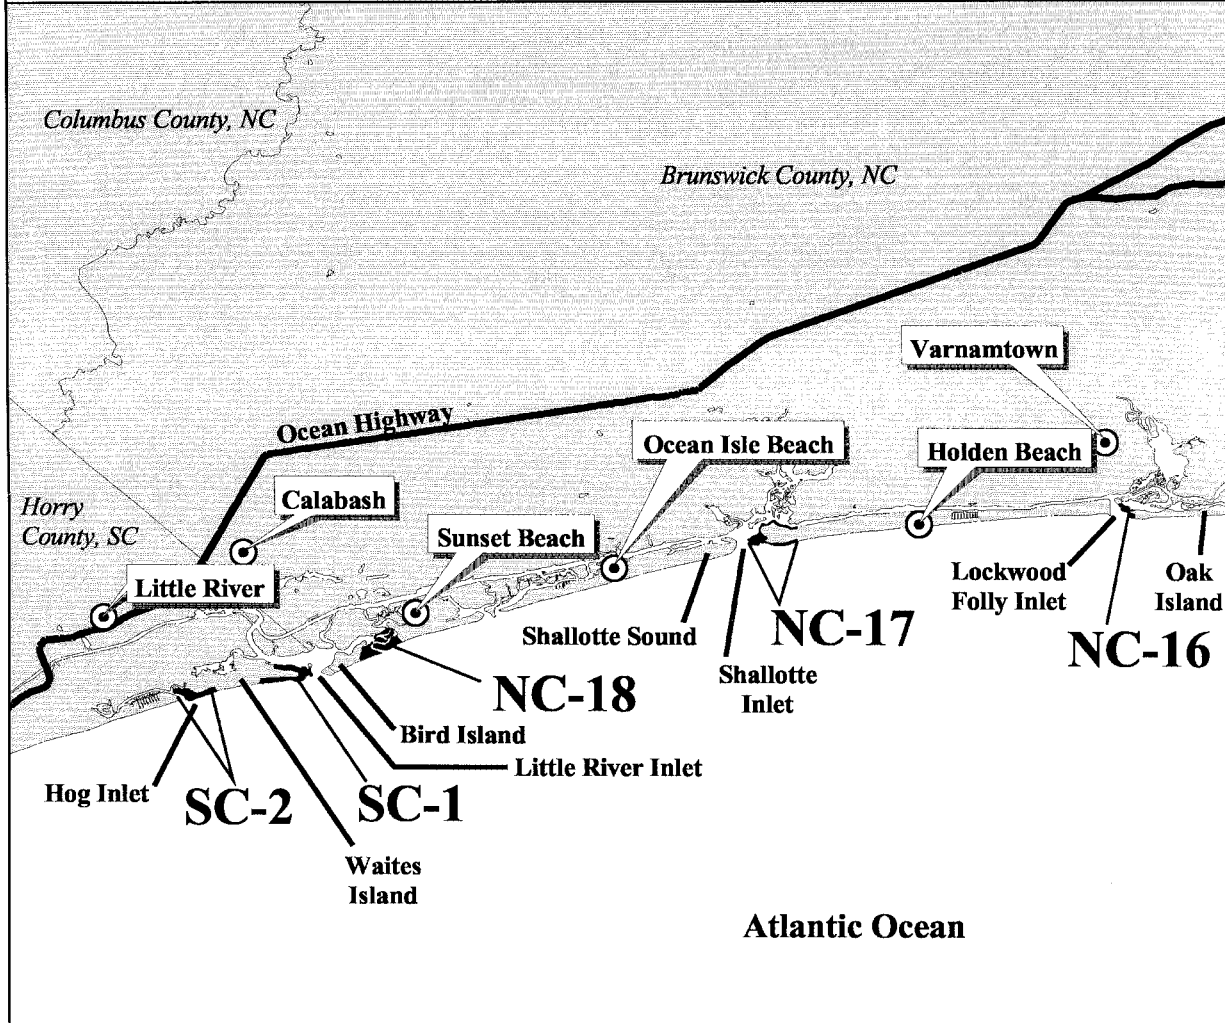 Columbus County, NC
Brunswick County, NC
Varnamtown
Ocean Highway
Ocean Isle Beach
Holden Beach
Horry
County, SC
Calabash
Sunset Beach
Little River
Lockwood
Folly Inlet
Oak
Island
Shallotte Sound
NC-17
NC-16
Shallotte
Inlet
NC-18
Bird Island
Little River Inlet
Hog Inlet
SC-2
SC-1
Waites
Island
Atlantic Ocean